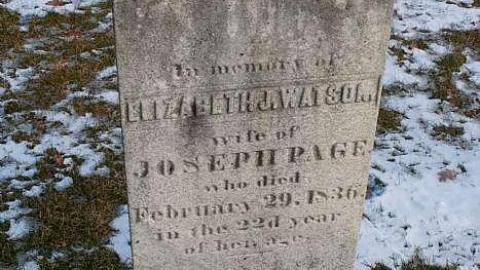 In memory of
ELIZABETH J. WATSON,
wife of
JOSEPH PAGE
who died
February 29, 1836,
in the 22d year
of her age.